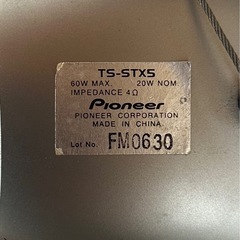 TS-STX5
60W MAX. 20W NOM.
IMPEDANCE 4Ω
Pioneer
PIONEER CORPORATION
MADE IN CHINA
Lot No. FM0630